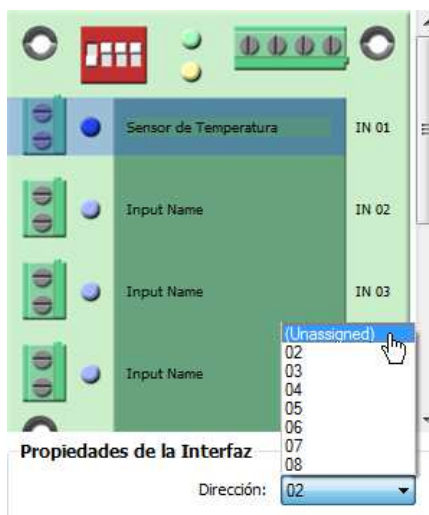 Sensor de Temperatura IN 01
Input Name IN 02
Input Name IN 03
Input Name
(Unassigned)
02
03
04
05
06
07
08
Propiedades de la Interfaz
Dirección: 02